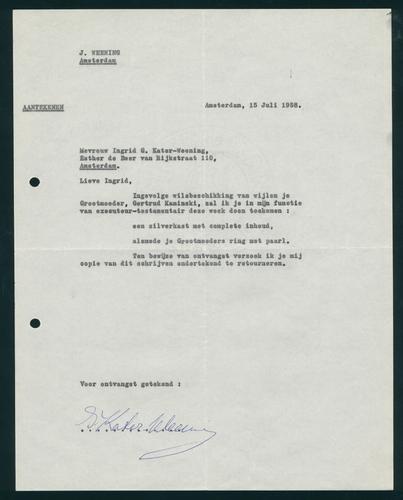 J. WEENING
Amsterdam
AANTEKENEN
Amsterdam, 15 Juli 1968.
Mevrouw Ingrid G. Kater-Weening,
Esther de Boer van Rijkstraat 110,
Amsterdam.
Lieve Ingrid,
Ingevolge wilsbeschikking van wijlen je
Grootmoeder, Gertrud Kaminski, zal ik je in mijn functie
van executeur-testamentair deze week doen toekomen :
een zilverkast met complete inhoud,
alsmede je Grootmoeders ring met paarl.
Ten bewijze van ontvangst verzoek ik je mij
copie van dit schrijven ondertekend te retourneren.
Voor ontvangst getekend :
I. Kater-Weening